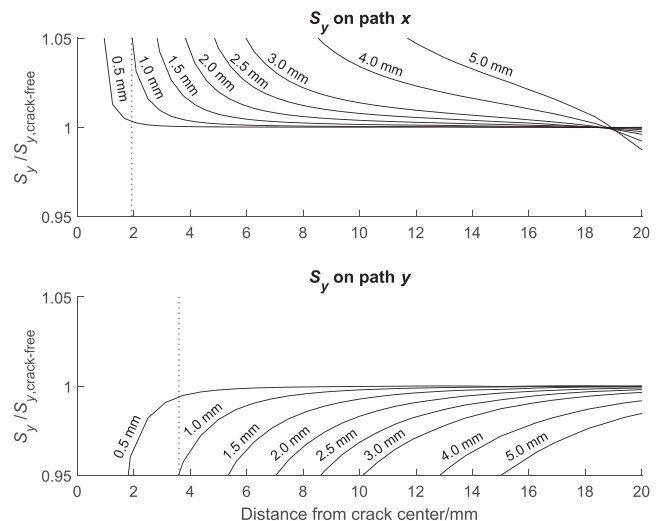 S_y on path x
1.05
1
0.95
S_y / S_y,crack-free
0.5 mm
1.0 mm
1.5 mm
2.0 mm
2.5 mm
3.0 mm
4.0 mm
5.0 mm
0 2 4 6 8 10 12 14 16 18 20
S_y on path y
1.05
1
0.95
S_y / S_y,crack-free
0.5 mm
1.0 mm
1.5 mm
2.0 mm
2.5 mm
3.0 mm
4.0 mm
5.0 mm
0 2 4 6 8 10 12 14 16 18 20
Distance from crack center/mm